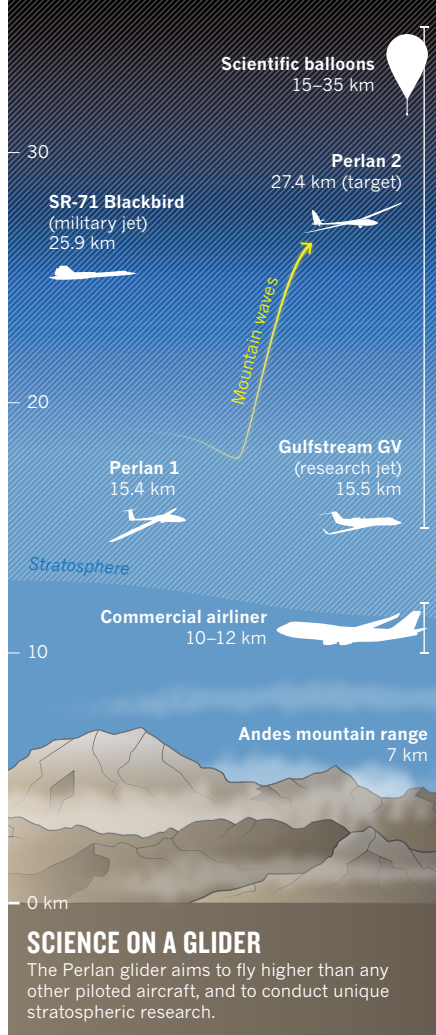 Scientific balloons
15–35 km
30
Perlan 2
27.4 km (target)
SR-71 Blackbird
(military jet)
25.9 km
Mountain waves
20
Gulfstream GV
(research jet)
15.5 km
Perlan 1
15.4 km
Stratosphere
Commercial airliner
10–12 km
10
Andes mountain range
7 km
0 km
SCIENCE ON A GLIDER
The Perlan glider aims to fly higher than any
other piloted aircraft, and to conduct unique
stratospheric research.